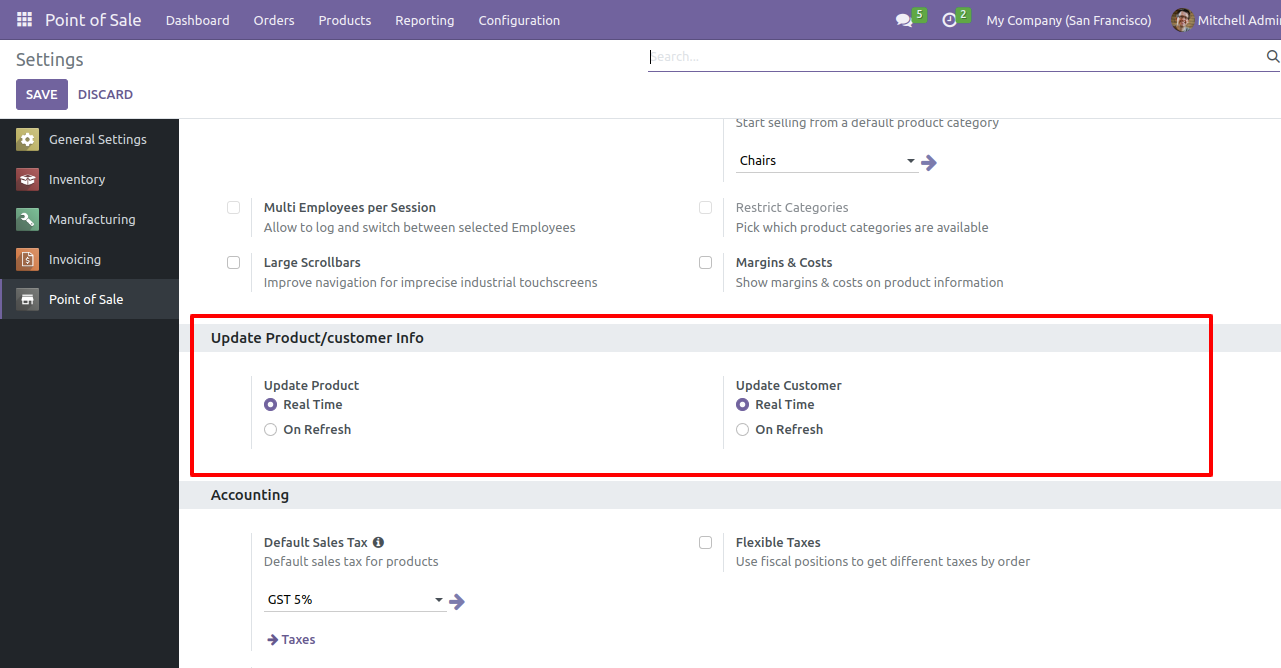 Point of Sale Dashboard Orders Products Reporting Configuration 5 2 My Company (San Francisco) Mitchell Admin
Settings
Search...
SAVE DISCARD
General Settings
Inventory
Manufacturing
Invoicing
Point of Sale
Start selling from a default product category
Chairs
Multi Employees per Session
Allow to log and switch between selected Employees
Restrict Categories
Pick which product categories are available
Large Scrollbars
Improve navigation for imprecise industrial touchscreens
Margins & Costs
Show margins & costs on product information
Update Product/customer Info
Update Product
Real Time
On Refresh
Update Customer
Real Time
On Refresh
Accounting
Default Sales Tax
Default sales tax for products
GST 5%
Taxes
Flexible Taxes
Use fiscal positions to get different taxes by order